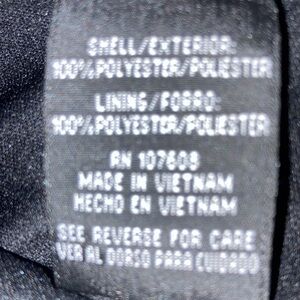 SHELL/EXTERIOR:
100%POLYESTER/POLIESTER
LINING/FORRO:
100%POLYESTER/POLIESTER
RN 107608
MADE IN VIETNAM
HECHO EN VIETNAM
SEE REVERSE FOR CARE
VER AL DORSO PARA CUIDADO